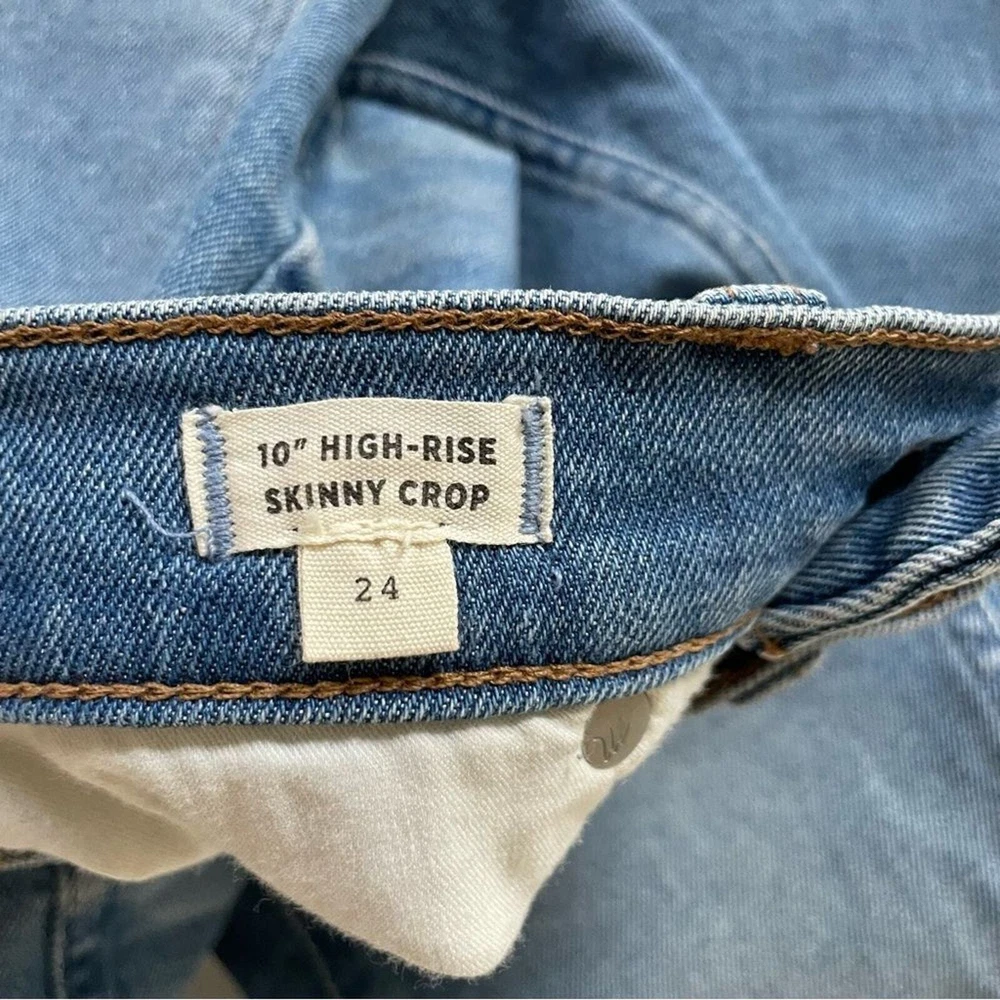 10" HIGH-RISE
SKINNY CROP
24
M